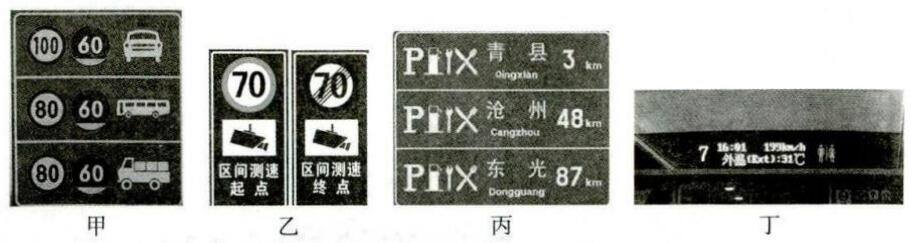 100 60
80 60
80 60
甲
70
区间测速
起点
70
区间测速
终点
乙
P 青县 3 km
Qingxian
P 沧州 48km
Cangzhou
P 东光 87 km
Dongguang
丙
7 16:01 199km/h
外温(Ext):31℃
丁